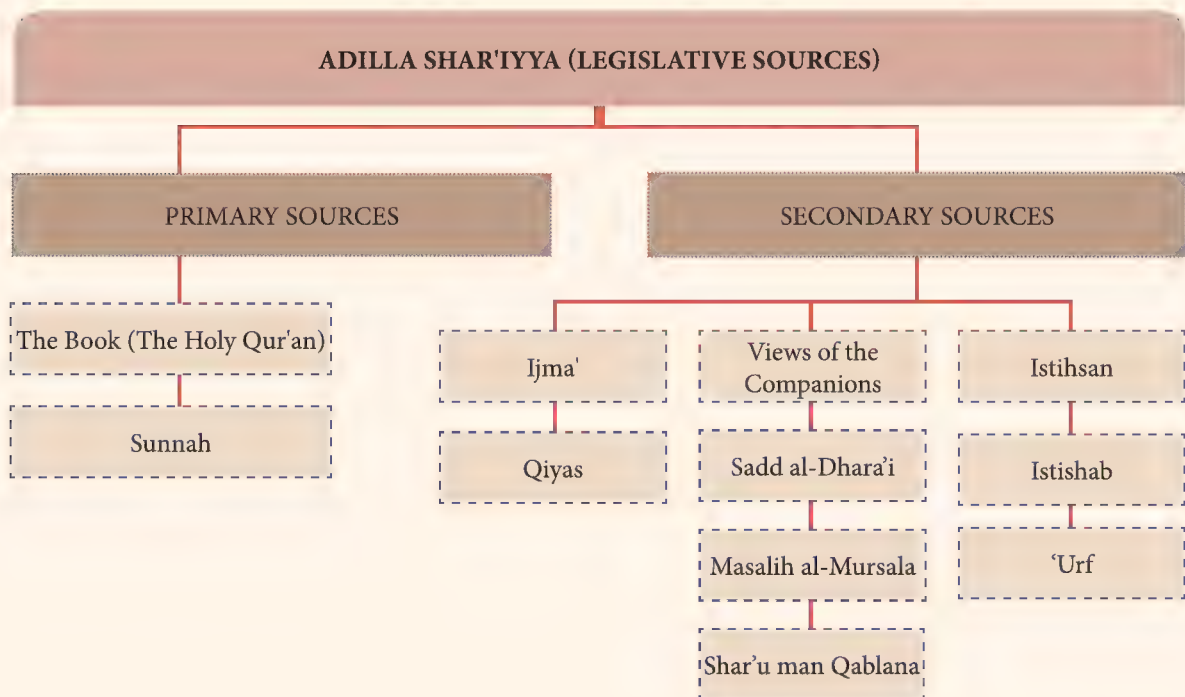 ADILLA SHAR'IYYA (LEGISLATIVE SOURCES)
PRIMARY SOURCES
SECONDARY SOURCES
The Book (The Holy Qur'an)
Sunnah
Ijma'
Qiyas
Views of the
Companions
Sadd al-Dhara’i
Masalih al-Mursala
Shar’u man Qablana
Istihsan
Istishab
‘Urf